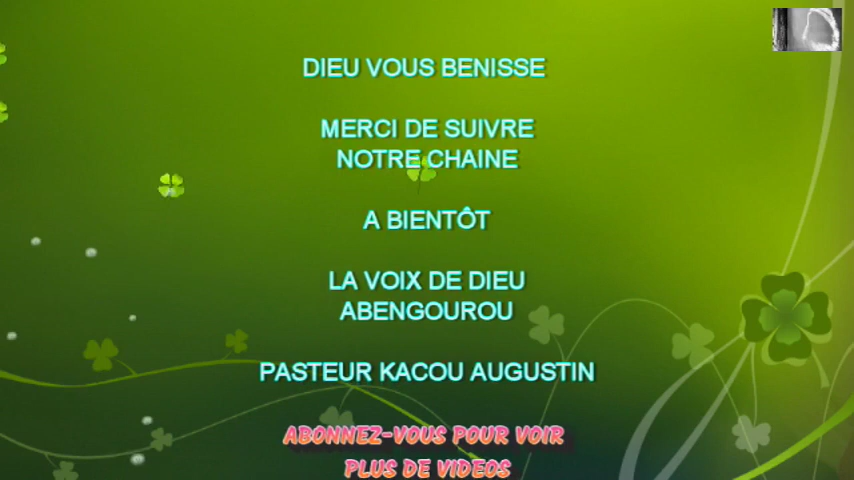 DIEU VOUS BENISSE
MERCI DE SUIVRE
NOTRE CHAINE
A BIENTÔT
LA VOIX DE DIEU
ABENGOUROU
PASTEUR KACOU AUGUSTIN
ABONNEZ-VOUS POUR VOIR
PLUS DE VIDEOS